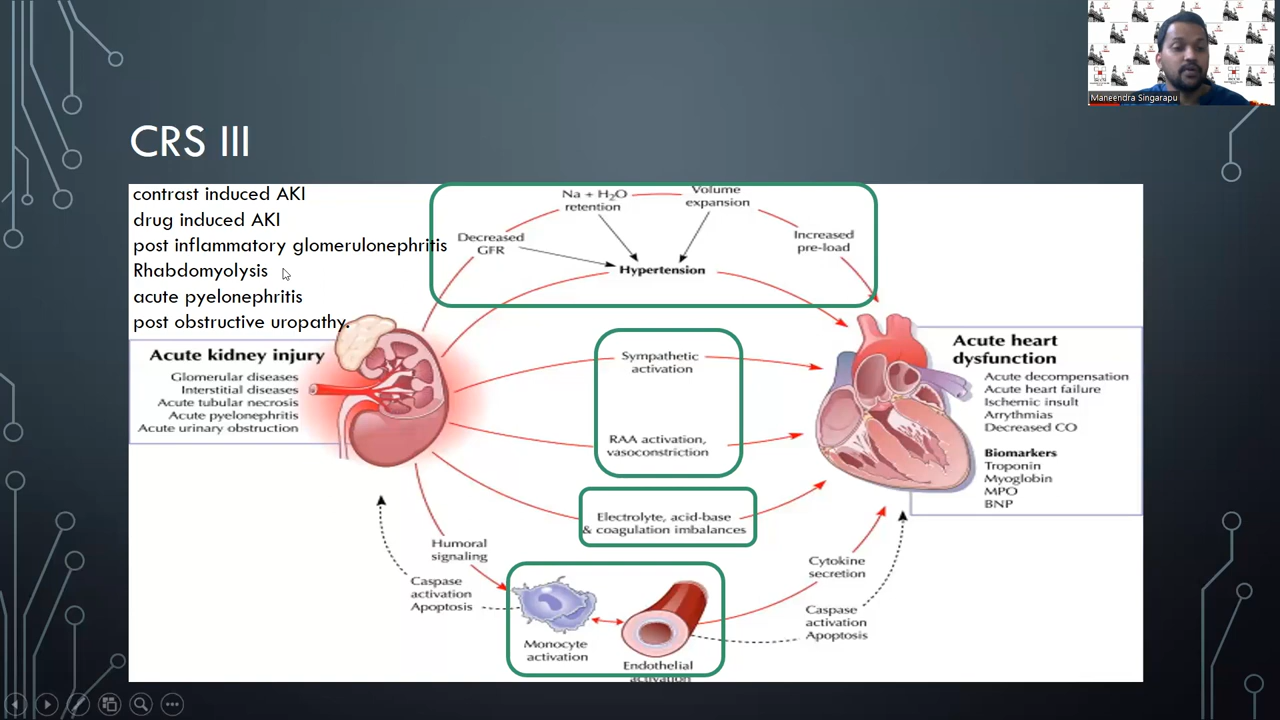 Maneendra Singarapu
CRS III
contrast induced AKI
drug induced AKI
post inflammatory glomerulonephritis
Rhabdomyolysis
acute pyelonephritis
post obstructive uropathy.
Na + H₂O
retention
Volume
expansion
Decreased
GFR
Increased
pre-load
Hypertension
Acute kidney injury
Glomerular diseases
Interstitial diseases
Acute tubular necrosis
Acute pyelonephritis
Acute urinary obstruction
Sympathetic
activation
RAA activation,
vasoconstriction
Electrolyte, acid-base
& coagulation imbalances
Acute heart
dysfunction
Acute decompensation
Acute heart failure
Ischemic insult
Arrythmias
Decreased CO
Biomarkers
Troponin
Myoglobin
MPO
BNP
Humoral
signaling
Caspase
activation
Apoptosis
Monocyte
activation
Endothelial
activation
Cytokine
secretion
Caspase
activation
Apoptosis